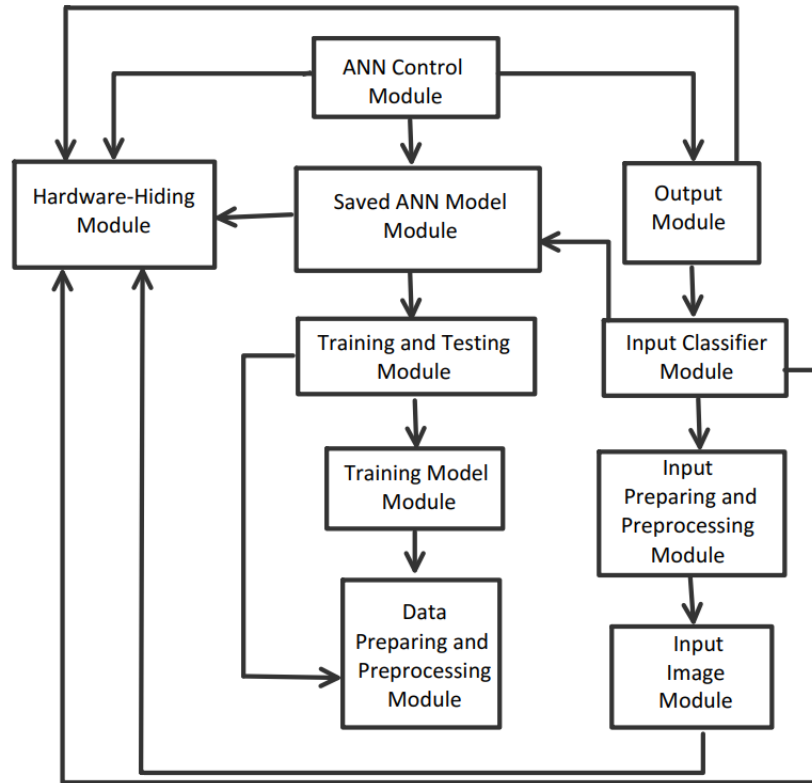 ANN Control
Module
Hardware-Hiding
Module
Saved ANN Model
Module
Output
Module
Training and Testing
Module
Input Classifier
Module
Training Model
Module
Input
Preparing and
Preprocessing
Module
Data
Preparing and
Preprocessing
Module
Input
Image
Module